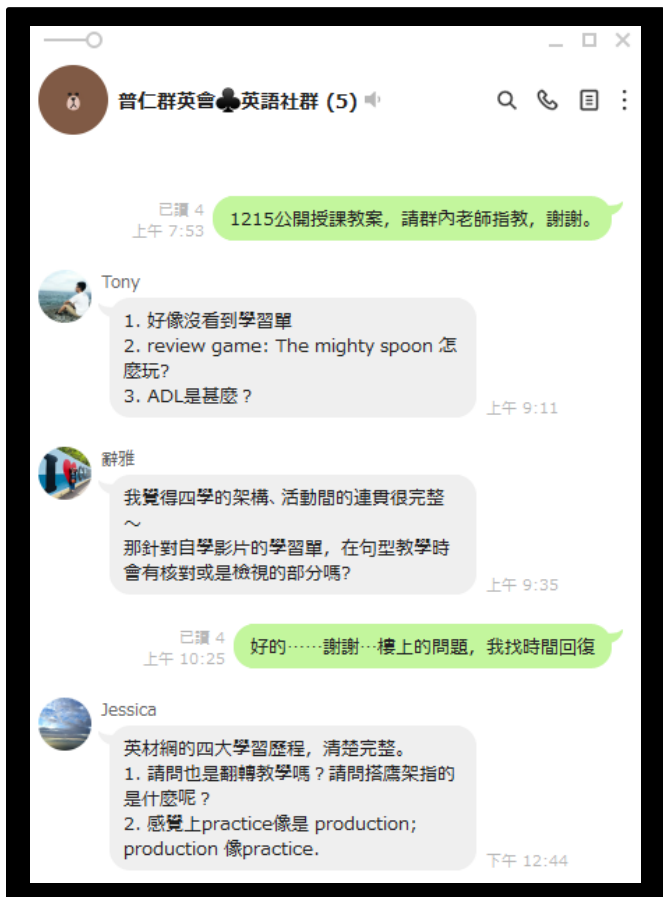 普仁群英會♣英語社群 (5)
已讀 4
上午 7:53
1215公開授課教案，請群內老師指教，謝謝。
Tony
1. 好像沒看到學習單
2. review game: The mighty spoon 怎
麼玩?
3. ADL是甚麼？
上午 9:11
辭雅
我覺得四學的架構、活動間的連貫很完整
～
那針對自學影片的學習單，在句型教學時
會有核對或是檢視的部分嗎?
上午 9:35
已讀 4
上午 10:25
好的……謝謝…樓上的問題，我找時間回復
Jessica
英材網的四大學習歷程，清楚完整。
1. 請問也是翻轉教學嗎？請問搭鷹架指的
是什麼呢？
2. 感覺上practice像是 production;
production 像practice.
下午 12:44